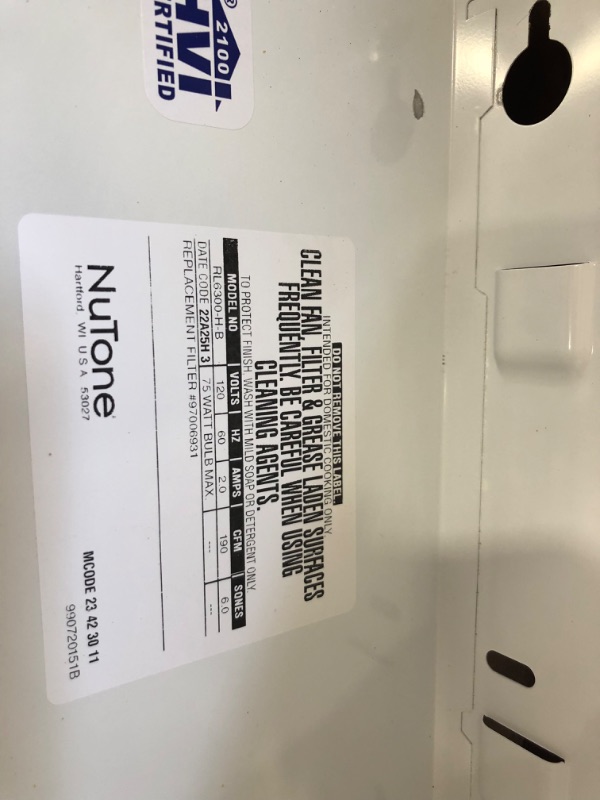 ® 2100
HVI
RTIFIED
DO NOT REMOVE THIS LABEL
INTENDED FOR DOMESTIC COOKING ONLY
CLEAN FAN, FILTER & GREASE LADEN SURFACES
FREQUENTLY. BE CAREFUL WHEN USING
CLEANING AGENTS.
TO PROTECT FINISH, WASH WITH MILD SOAP OR DETERGENT ONLY.
MODEL NO VOLTS HZ AMPS CFM SONES
RL6300-H-B 120 60 2.0 190 6.0
DATE CODE 22A25H 3 75 WATT BULB MAX. --- ---
REPLACEMENT FILTER #97006931
NuTone®
Hartford, WI U S A 53027
MCODE 23 42 30 11
990720151B